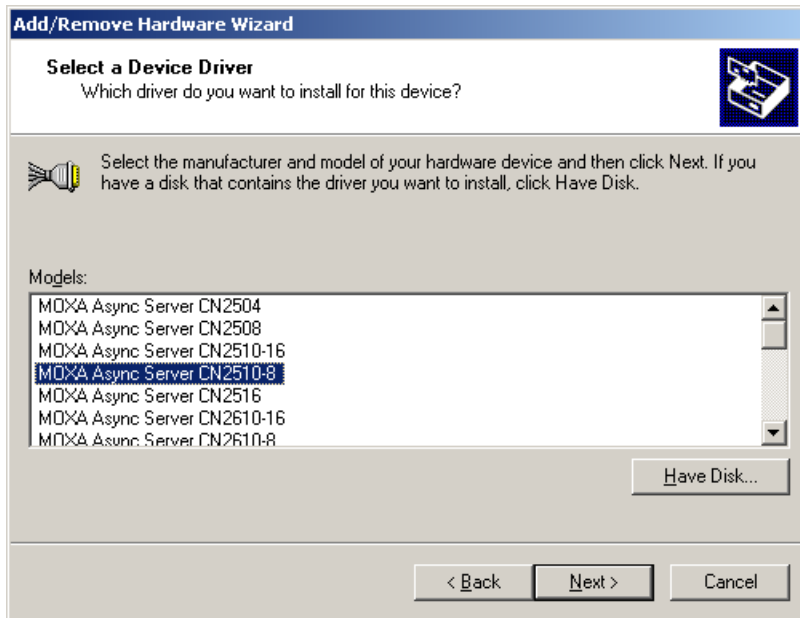 Add/Remove Hardware Wizard
Select a Device Driver
Which driver do you want to install for this device?
Select the manufacturer and model of your hardware device and then click Next. If you
have a disk that contains the driver you want to install, click Have Disk.
Models:
MOXA Async Server CN2504
MOXA Async Server CN2508
MOXA Async Server CN2510-16
MOXA Async Server CN2510-8
MOXA Async Server CN2516
MOXA Async Server CN2610-16
MOXA Async Server CN2610-8
Have Disk...
< Back
Next >
Cancel